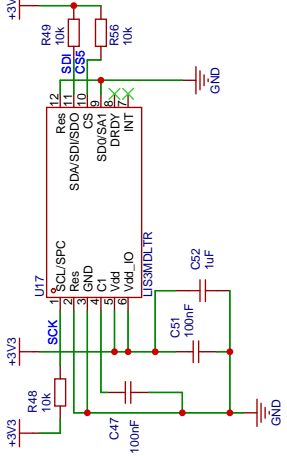 +3V3
R49
10k
R56
10k
SDI
CS5
GND
12
11
10
9
8
7
Res
SDA/SDI/SDO
CS
SD0/SA1
DRDY
INT
U17
LIS3MDLTR
SCL/SPC
Res
GND
C1
Vdd
Vdd_IO
1
2
3
4
5
6
SCK
C52
1uF
C51
100nF
+3V3
R48
10k
+3V3
C47
100nF
GND